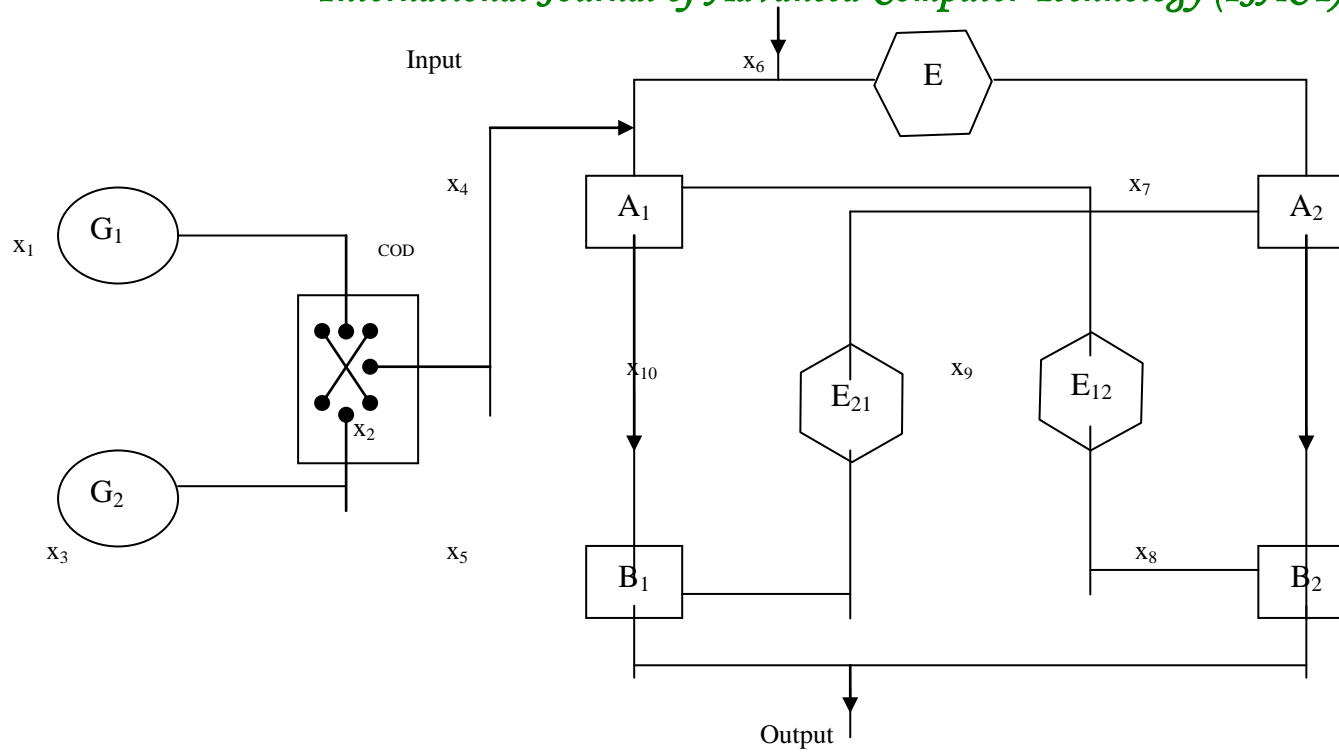 International Journal of Advanced Computer Technology (IJACT)
Input
x6
E
x4
A1
x7
A2
G1
x1
COD
x10
x9
E21
E12
x2
G2
x3
x5
x8
B1
B2
Output